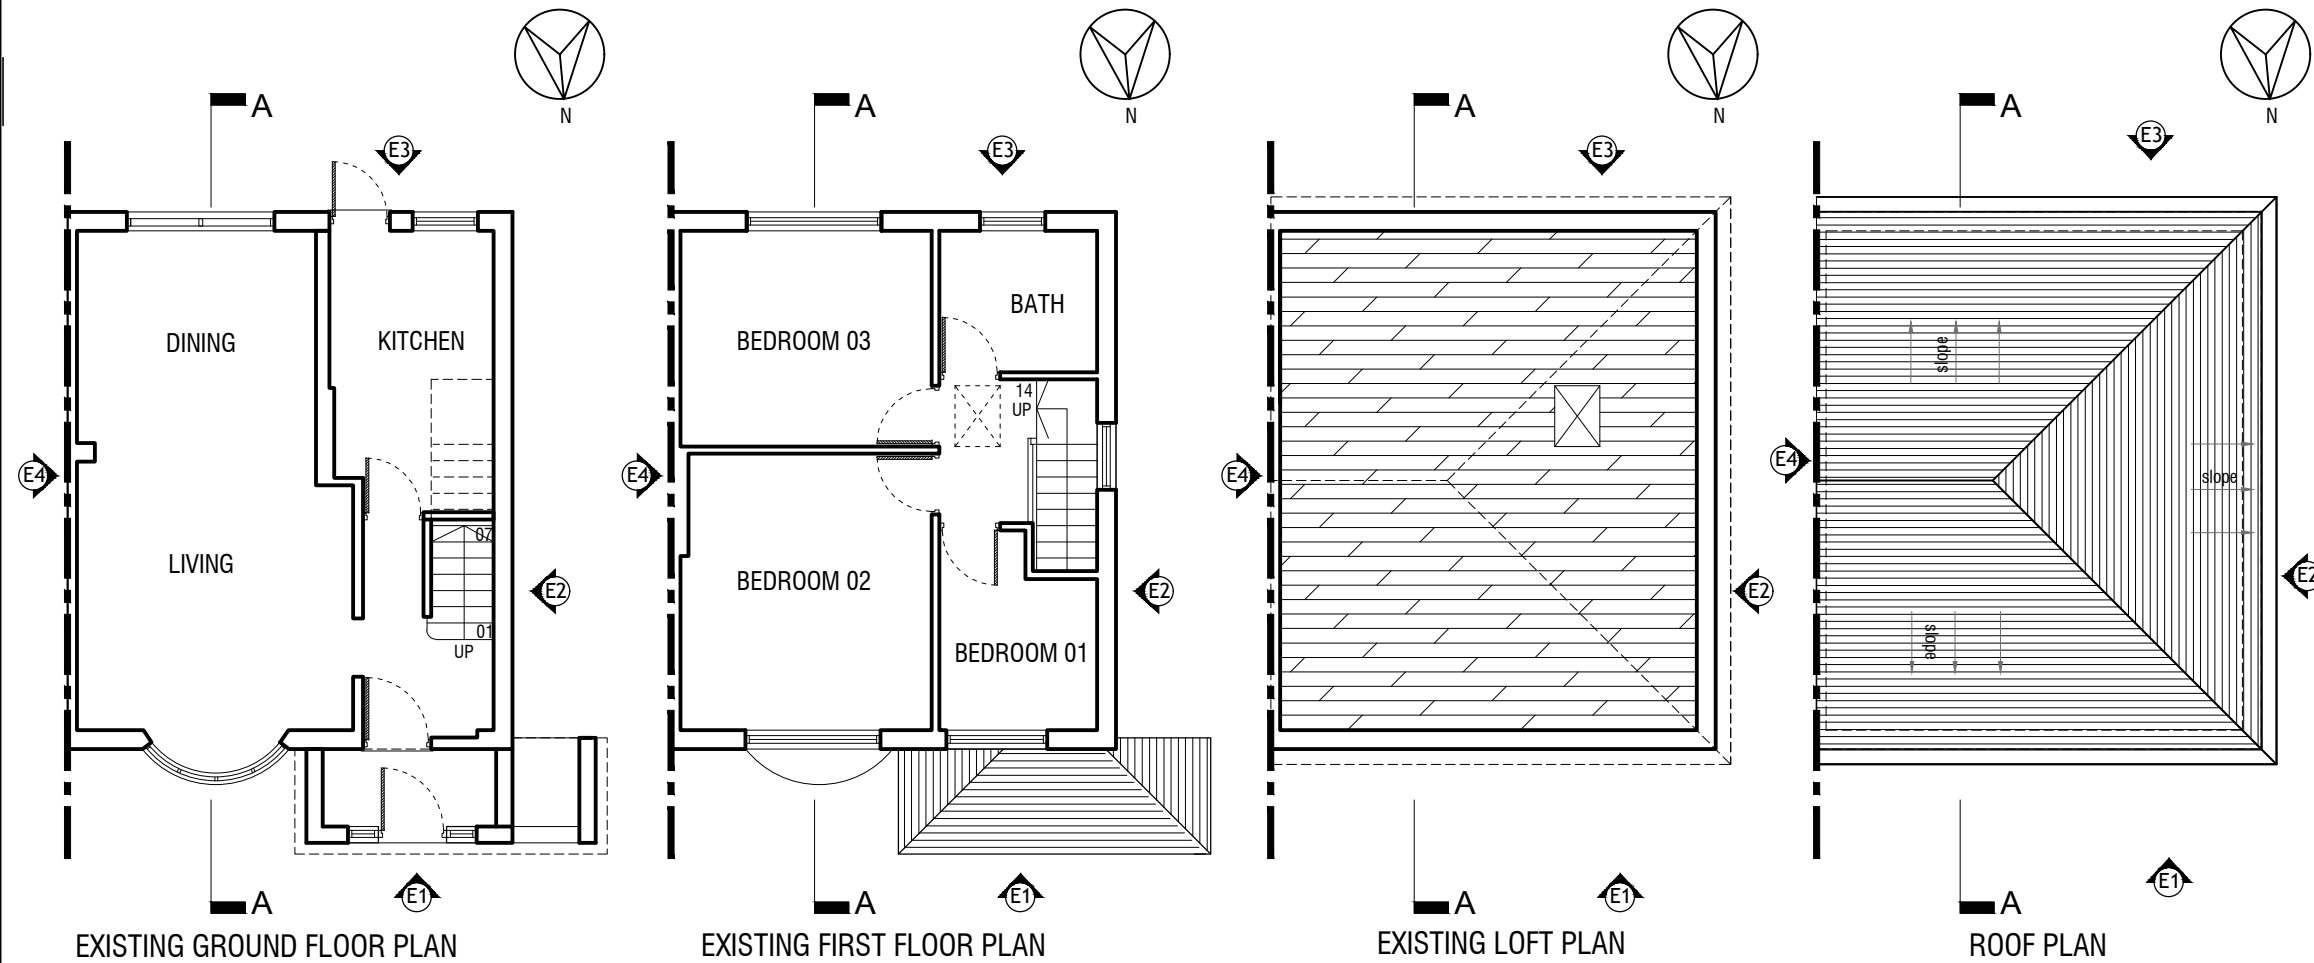 N
A
E3
DINING
KITCHEN
E4
07
LIVING
E2
01
UP
E1
A
EXISTING GROUND FLOOR PLAN
N
A
E3
BATH
BEDROOM 03
14
UP
E4
BEDROOM 02
E2
BEDROOM 01
E1
A
EXISTING FIRST FLOOR PLAN
N
A
E3
E4
E2
E1
A
EXISTING LOFT PLAN
N
A
E3
slope
E4
slope
E2
slope
E1
A
ROOF PLAN